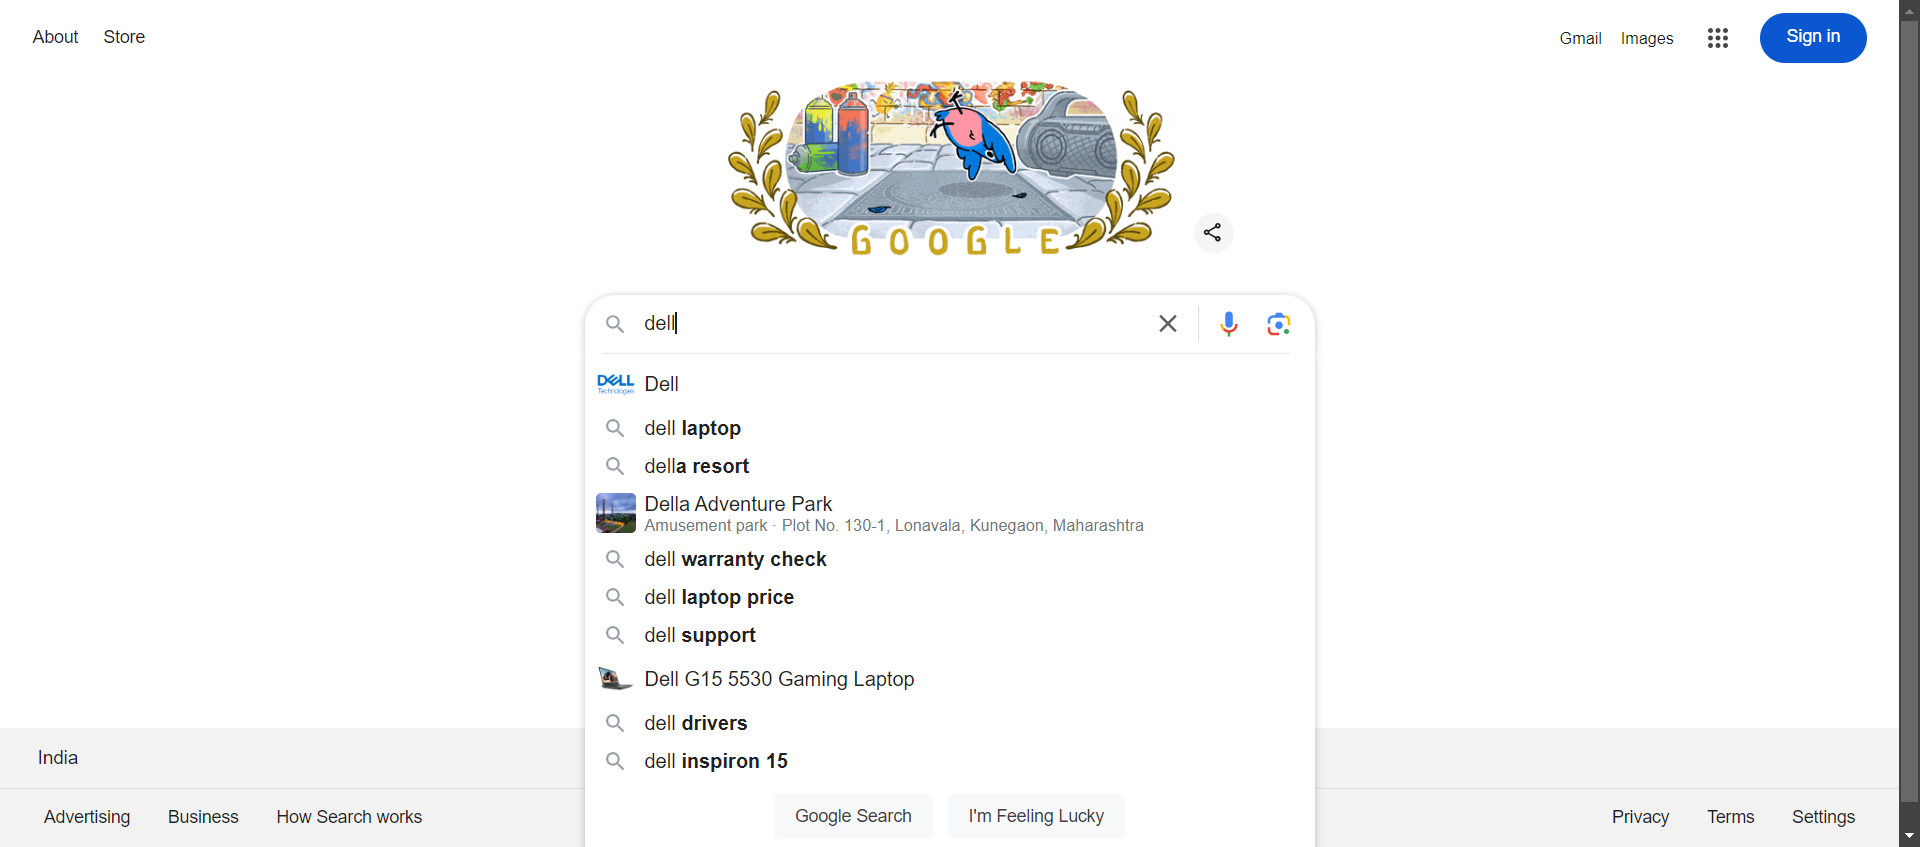 About Store
Gmail Images Sign in
GOOGLE
dell
DELL Technologies Dell
dell laptop
della resort
Della Adventure Park
Amusement park · Plot No. 130-1, Lonavala, Kunegaon, Maharashtra
dell warranty check
dell laptop price
dell support
Dell G15 5530 Gaming Laptop
dell drivers
dell inspiron 15
Google Search I'm Feeling Lucky
India
Advertising Business How Search works
Privacy Terms Settings